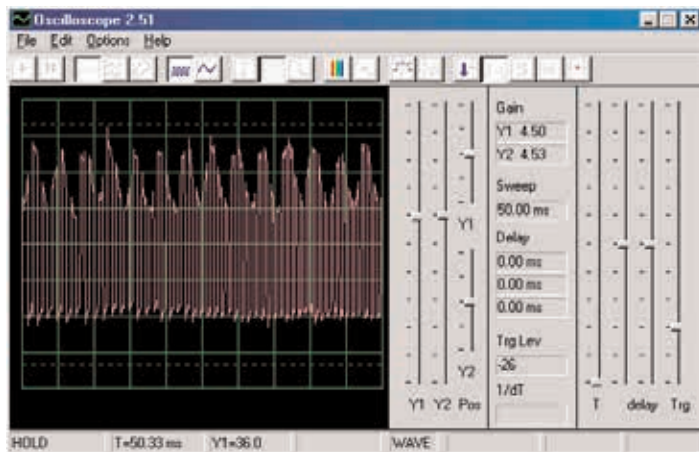 Oscilloscope 2.51
File Edit Options Help
Gain
Y1 4.50
Y2 4.53
Sweep
50.00 ms
Y1
Delay
0.00 ms
0.00 ms
0.00 ms
Trg Lev
-26
Y2
1/dT
Y1 Y2 Pos
T delay Trg
HOLD T=50.33 ms Y1=36.0 WAVE